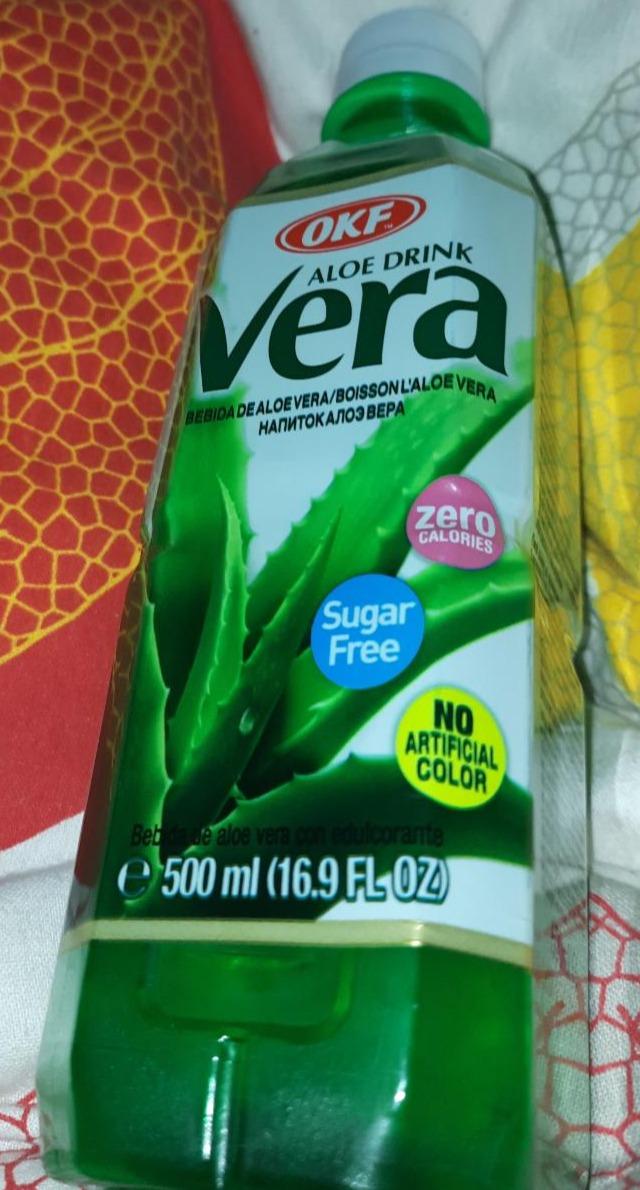 OKF™
ALOE DRINK
Vera
BEBIDA DE ALOE VERA/BOISSON L'ALOE VERA
НАПИТОК АЛОЭ ВЕРА
zero
CALORIES
Sugar
Free
NO
ARTIFICIAL
COLOR
Bebida de aloe vera con edulcorante
℮ 500 ml (16.9 FL OZ)